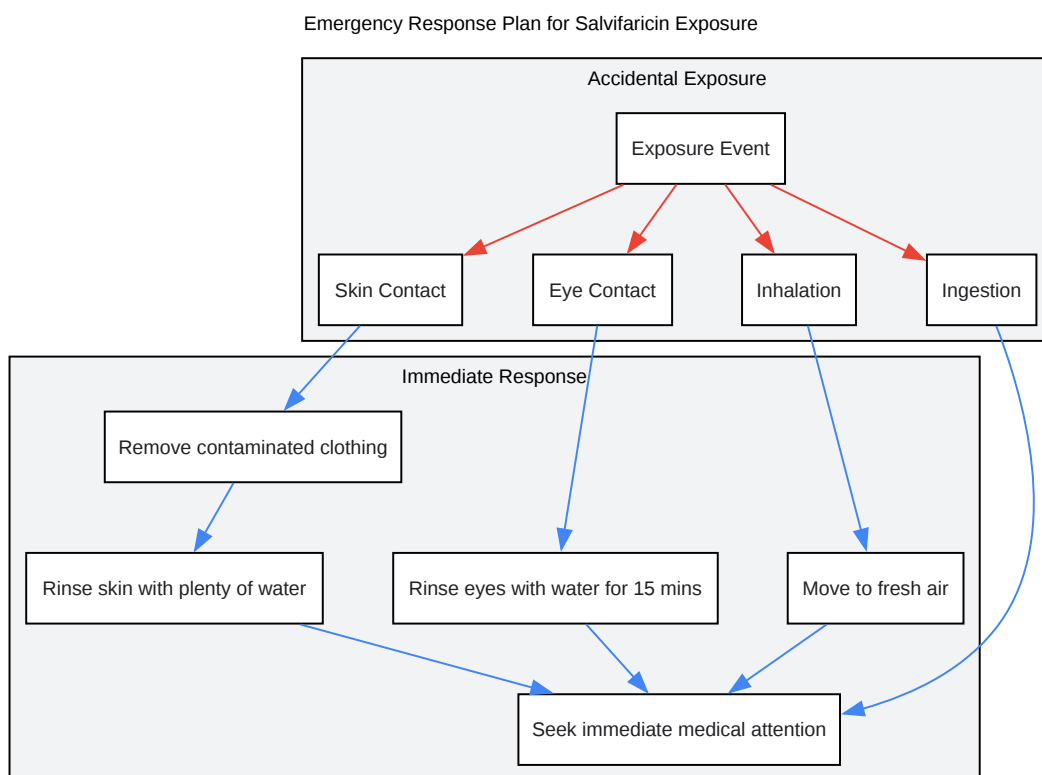 Emergency Response Plan for Salvifaricin Exposure
Accidental Exposure
Exposure Event
Skin Contact
Eye Contact
Inhalation
Ingestion
Immediate Response
Remove contaminated clothing
Rinse skin with plenty of water
Rinse eyes with water for 15 mins
Move to fresh air
Seek immediate medical attention